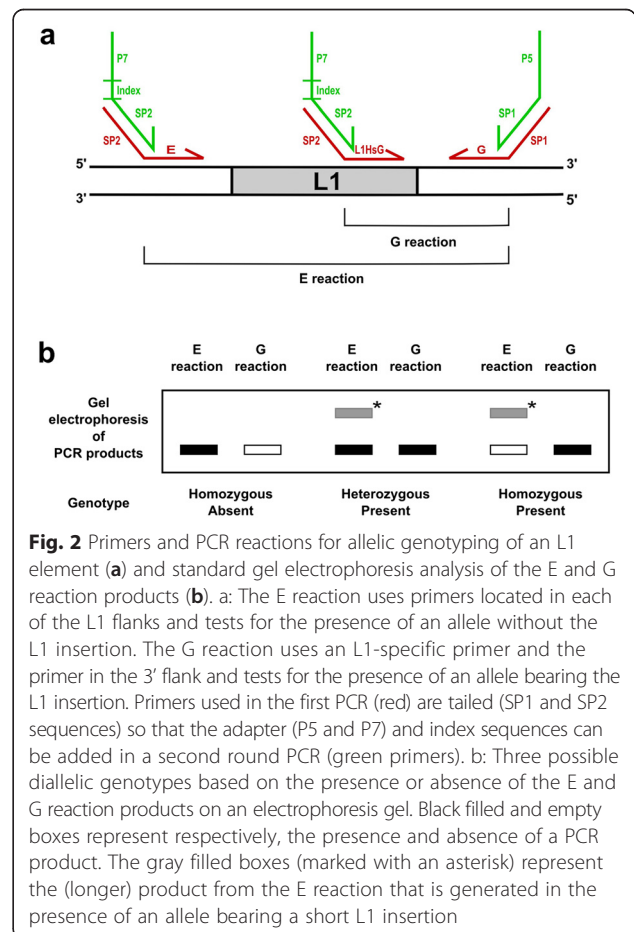 a
P7
P7
P5
Index
Index
SP2
SP2
SP1
SP2
SP2
SP1
E
L1HsG
G
5'
3'
L1
3'
5'
G reaction
E reaction
b
E reaction
G reaction
E reaction
G reaction
E reaction
G reaction
Gel electrophoresis of PCR products
*
*
Genotype
Homozygous Absent
Heterozygous Present
Homozygous Present
Fig. 2 Primers and PCR reactions for allelic genotyping of an L1
element (a) and standard gel electrophoresis analysis of the E and G
reaction products (b). a: The E reaction uses primers located in each
of the L1 flanks and tests for the presence of an allele without the
L1 insertion. The G reaction uses an L1-specific primer and the
primer in the 3' flank and tests for the presence of an allele bearing the
L1 insertion. Primers used in the first PCR (red) are tailed (SP1 and SP2
sequences) so that the adapter (P5 and P7) and index sequences can
be added in a second round PCR (green primers). b: Three possible
diallelic genotypes based on the presence or absence of the E and
G reaction products on an electrophoresis gel. Black filled and empty
boxes represent respectively, the presence and absence of a PCR
product. The gray filled boxes (marked with an asterisk) represent
the (longer) product from the E reaction that is generated in the
presence of an allele bearing a short L1 insertion